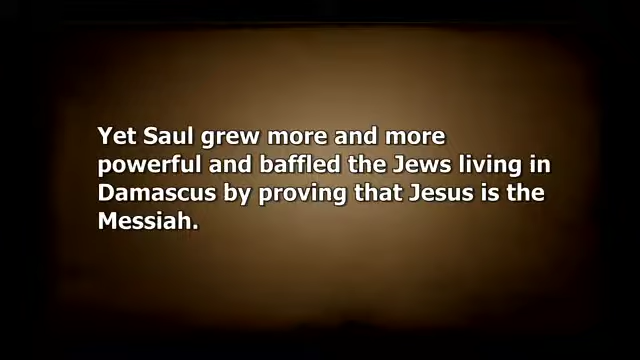 Yet Saul grew more and more
powerful and baffled the Jews living in
Damascus by proving that Jesus is the
Messiah.